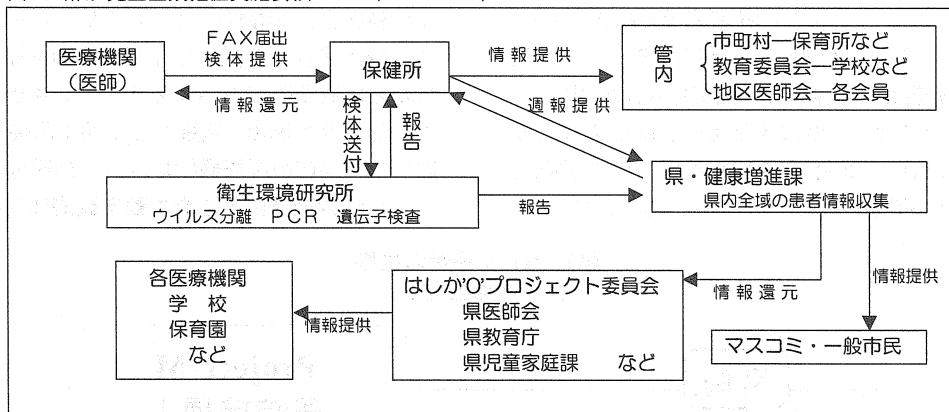 医療機関
(医師)
FAX届出
検体提供
情報還元
保健所
情報提供
管内
市町村―保育所など
教育委員会―学校など
地区医師会―各会員
週報提供
検体送付
報告
衛生環境研究所
ウイルス分離 PCR 遺伝子検査
報告
県・健康増進課
県内全域の患者情報収集
各医療機関
学 校
保育園
など
情報提供
はしか'0'プロジェクト委員会
県医師会
県教育庁
県児童家庭課 など
情報還元
情報提供
マスコミ・一般市民